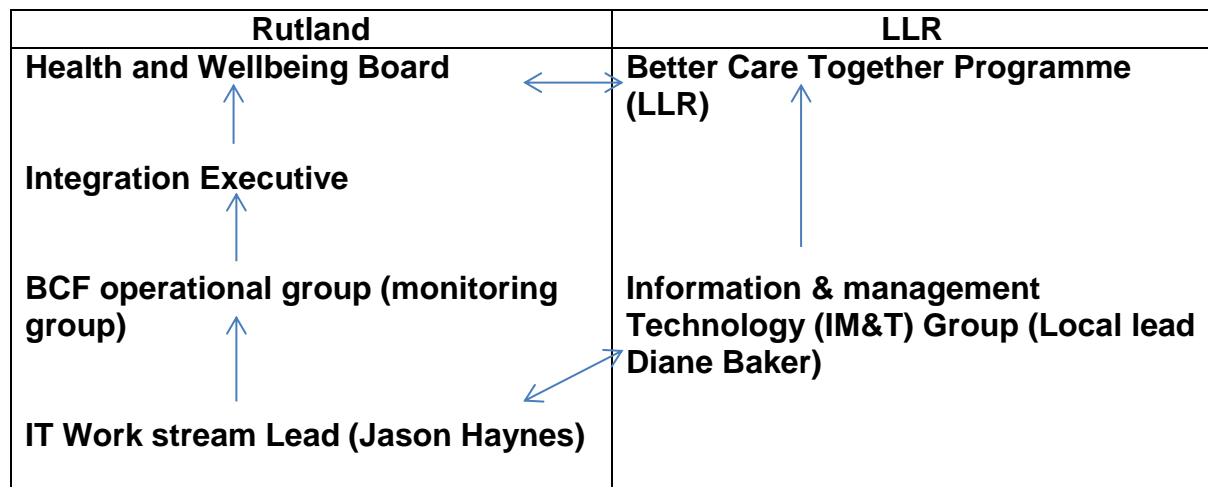 Rutland
LLR
Health and Wellbeing Board
Better Care Together Programme
(LLR)
Integration Executive
BCF operational group (monitoring
group)
Information & management
Technology (IM&T) Group (Local lead
Diane Baker)
IT Work stream Lead (Jason Haynes)